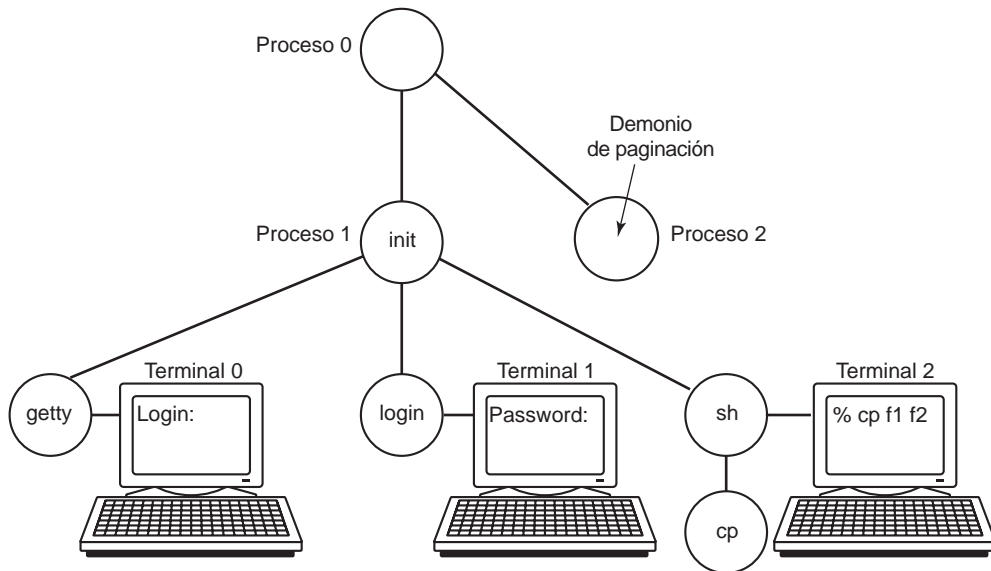 Proceso 0
Demonio
de paginación
Proceso 1
init
Proceso 2
Terminal 0
Terminal 1
Terminal 2
getty
Login:
login
Password:
sh
% cp f1 f2
cp